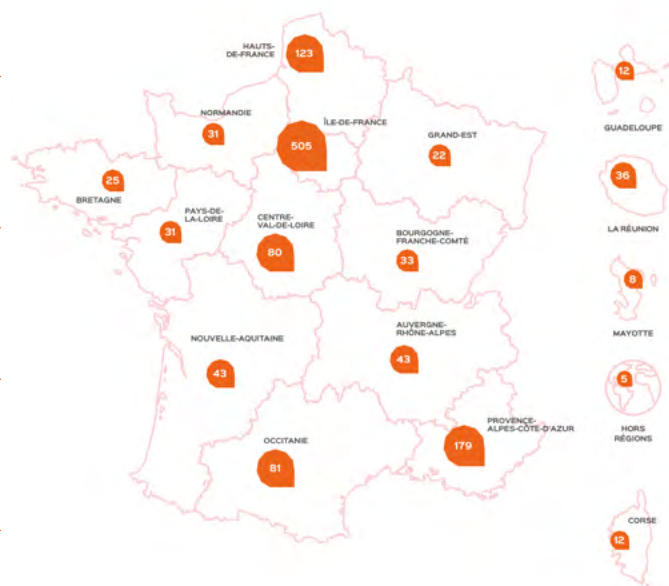 HAUTS-
DE-FRANCE
123
NORMANDIE
31
ÎLE-DE-FRANCE
505
GRAND-EST
22
BRETAGNE
25
PAYS-DE-
LA-LOIRE
31
CENTRE-
VAL-DE-LOIRE
80
BOURGOGNE-
FRANCHE-COMTÉ
33
NOUVELLE-AQUITAINE
43
AUVERGNE-
RHÔNE-ALPES
43
OCCITANIE
81
PROVENCE-
ALPES-CÔTE-D'AZUR
179
12
GUADELOUPE
36
LA RÉUNION
8
MAYOTTE
5
HORS
RÉGIONS
CORSE
12